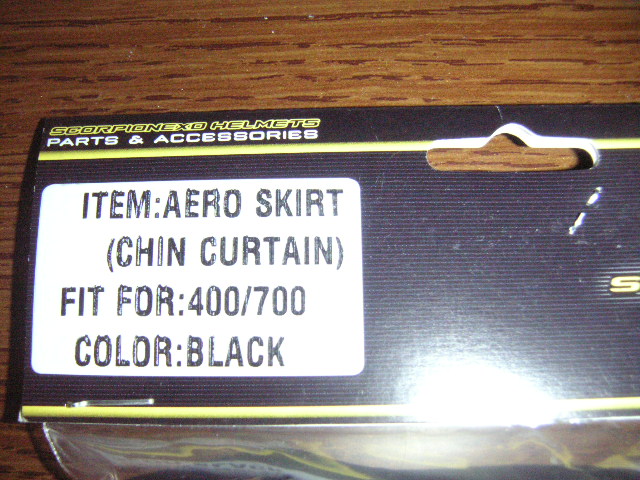 SCORPIONEXO HELMETS
PARTS & ACCESSORIES
ITEM:AERO SKIRT
(CHIN CURTAIN)
FIT FOR:400/700
COLOR:BLACK